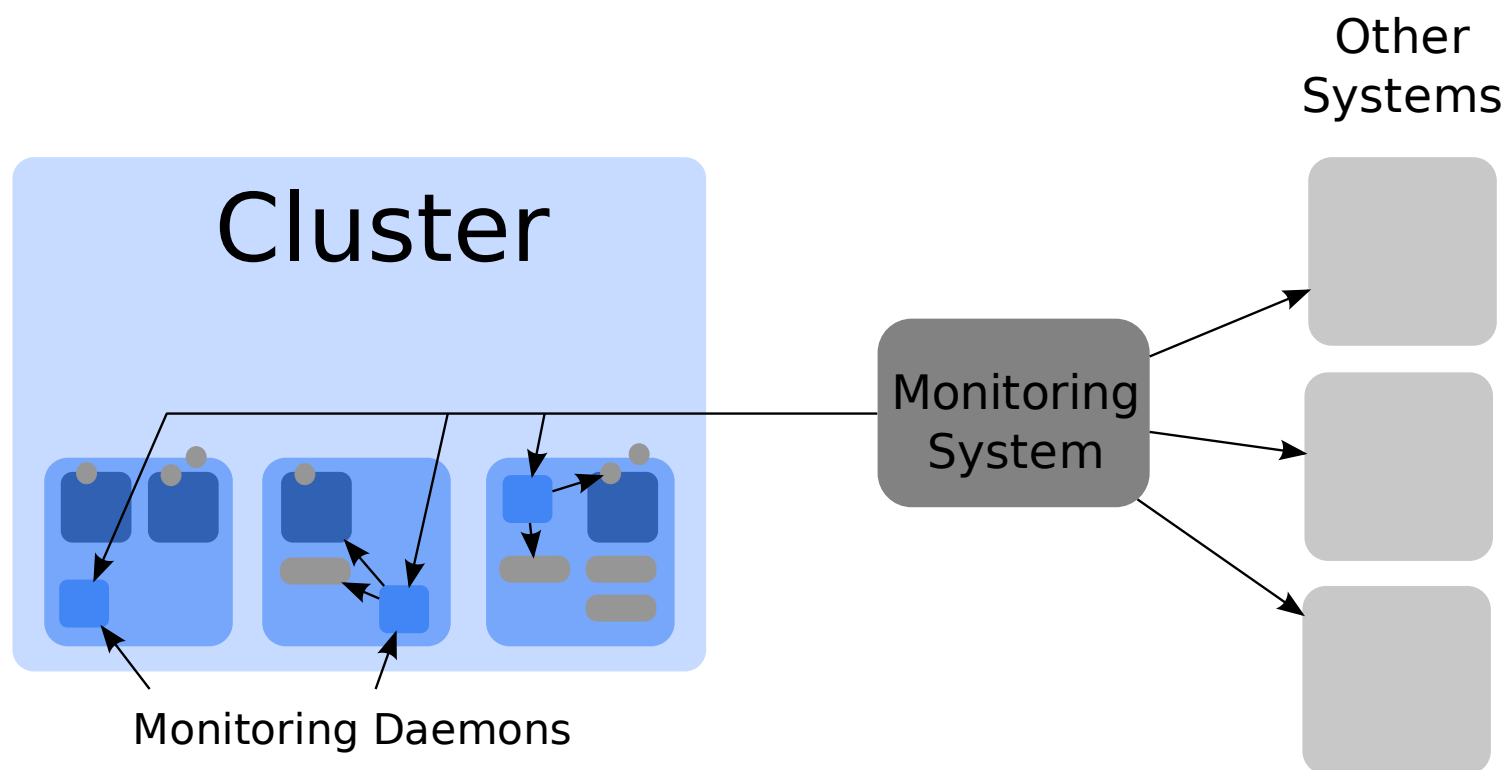 Other
Systems
Cluster
Monitoring
System
Monitoring Daemons